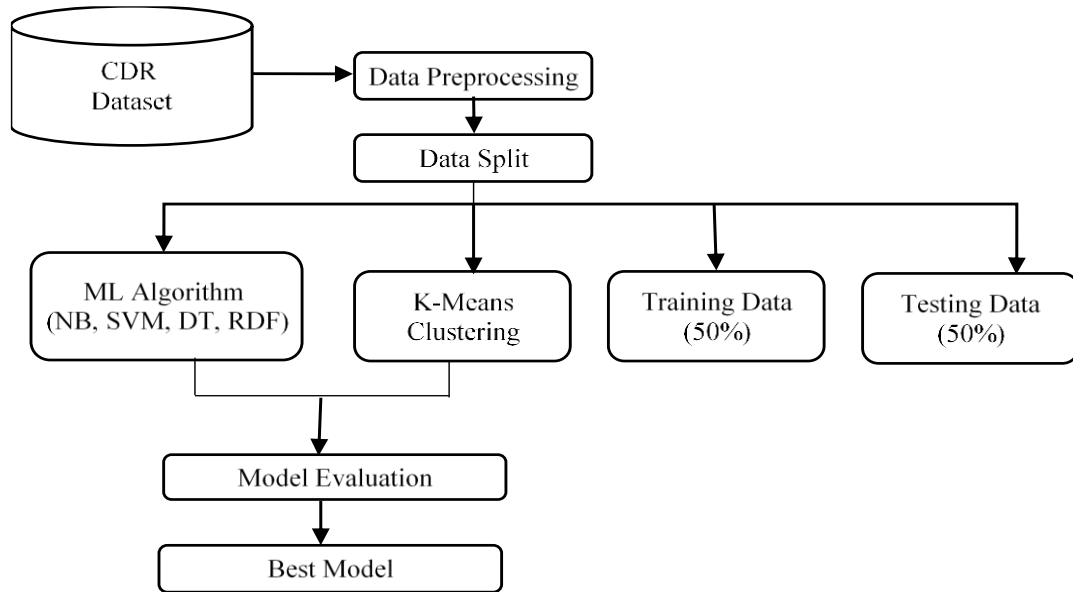 CDR
Dataset
Data Preprocessing
Data Split
ML Algorithm
(NB, SVM, DT, RDF)
K-Means
Clustering
Training Data
(50%)
Testing Data
(50%)
Model Evaluation
Best Model